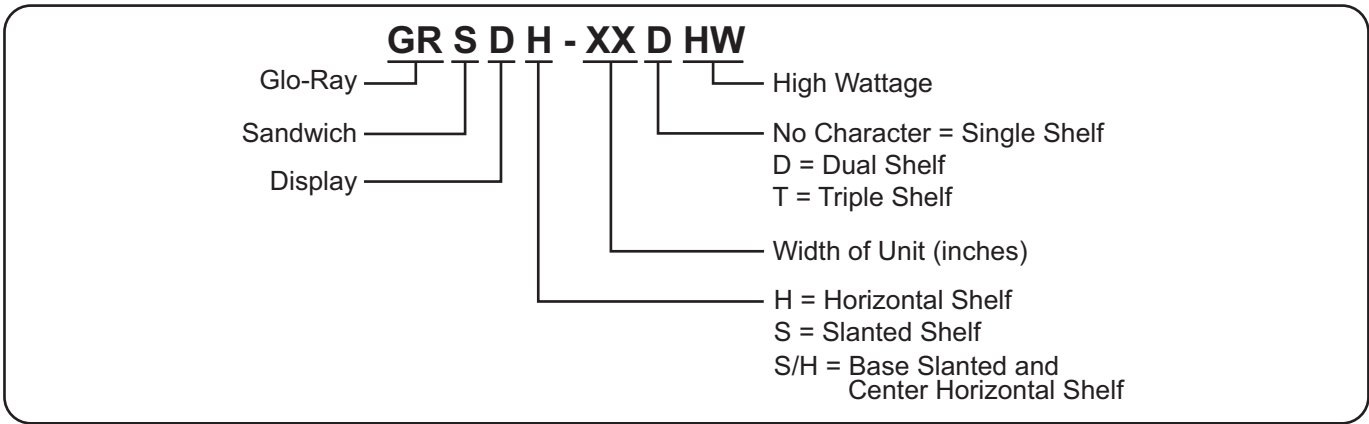 GR S D H - XX D HW
Glo-Ray
Sandwich
Display
High Wattage
No Character = Single Shelf
D = Dual Shelf
T = Triple Shelf
Width of Unit (inches)
H = Horizontal Shelf
S = Slanted Shelf
S/H = Base Slanted and
Center Horizontal Shelf